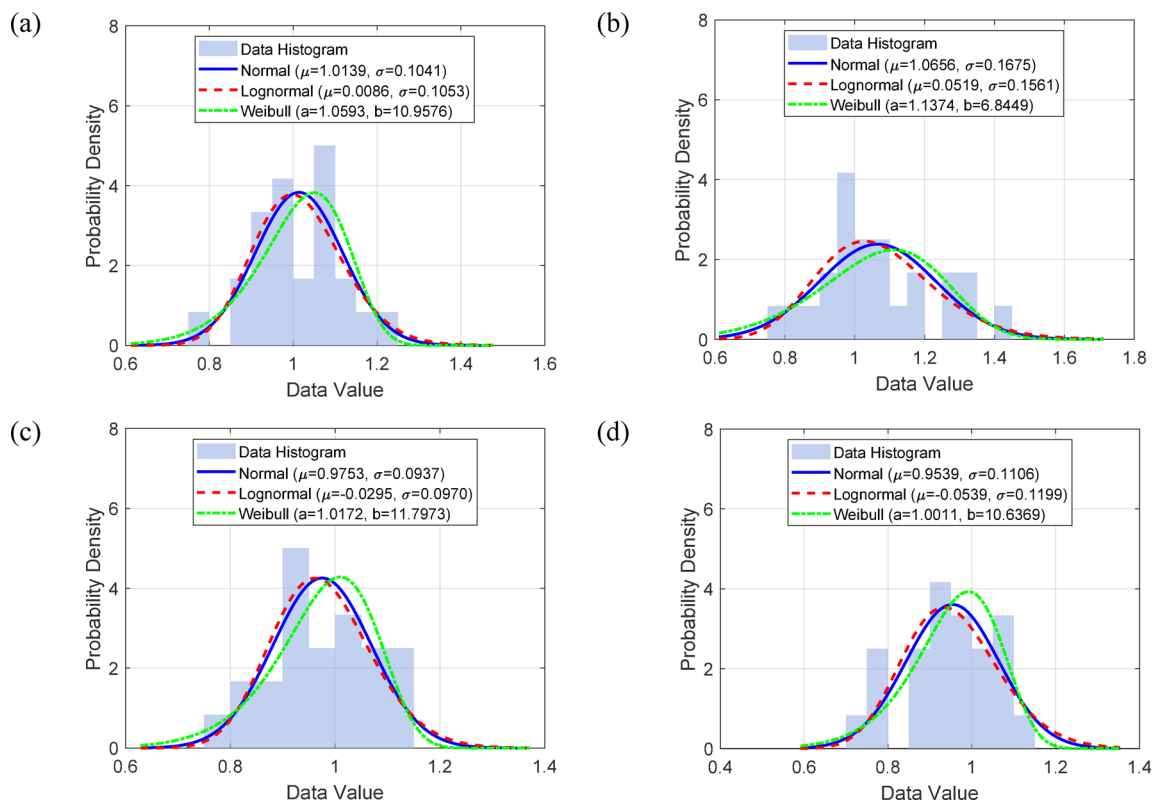 (a)
8
6
4
2
0
Probability Density
Data Histogram
Normal (μ=1.0139, σ=0.1041)
Lognormal (μ=0.0086, σ=0.1053)
Weibull (a=1.0593, b=10.9576)
0.6 0.8 1 1.2 1.4 1.6
Data Value
(b)
8
6
4
2
0
Probability Density
Data Histogram
Normal (μ=1.0656, σ=0.1675)
Lognormal (μ=0.0519, σ=0.1561)
Weibull (a=1.1374, b=6.8449)
0.6 0.8 1 1.2 1.4 1.6 1.8
Data Value
(c)
8
6
4
2
0
Probability Density
Data Histogram
Normal (μ=0.9753, σ=0.0937)
Lognormal (μ=-0.0295, σ=0.0970)
Weibull (a=1.0172, b=11.7973)
0.6 0.8 1 1.2 1.4
Data Value
(d)
8
6
4
2
0
Probability Density
Data Histogram
Normal (μ=0.9539, σ=0.1106)
Lognormal (μ=-0.0539, σ=0.1199)
Weibull (a=1.0011, b=10.6369)
0.4 0.6 0.8 1 1.2 1.4
Data Value